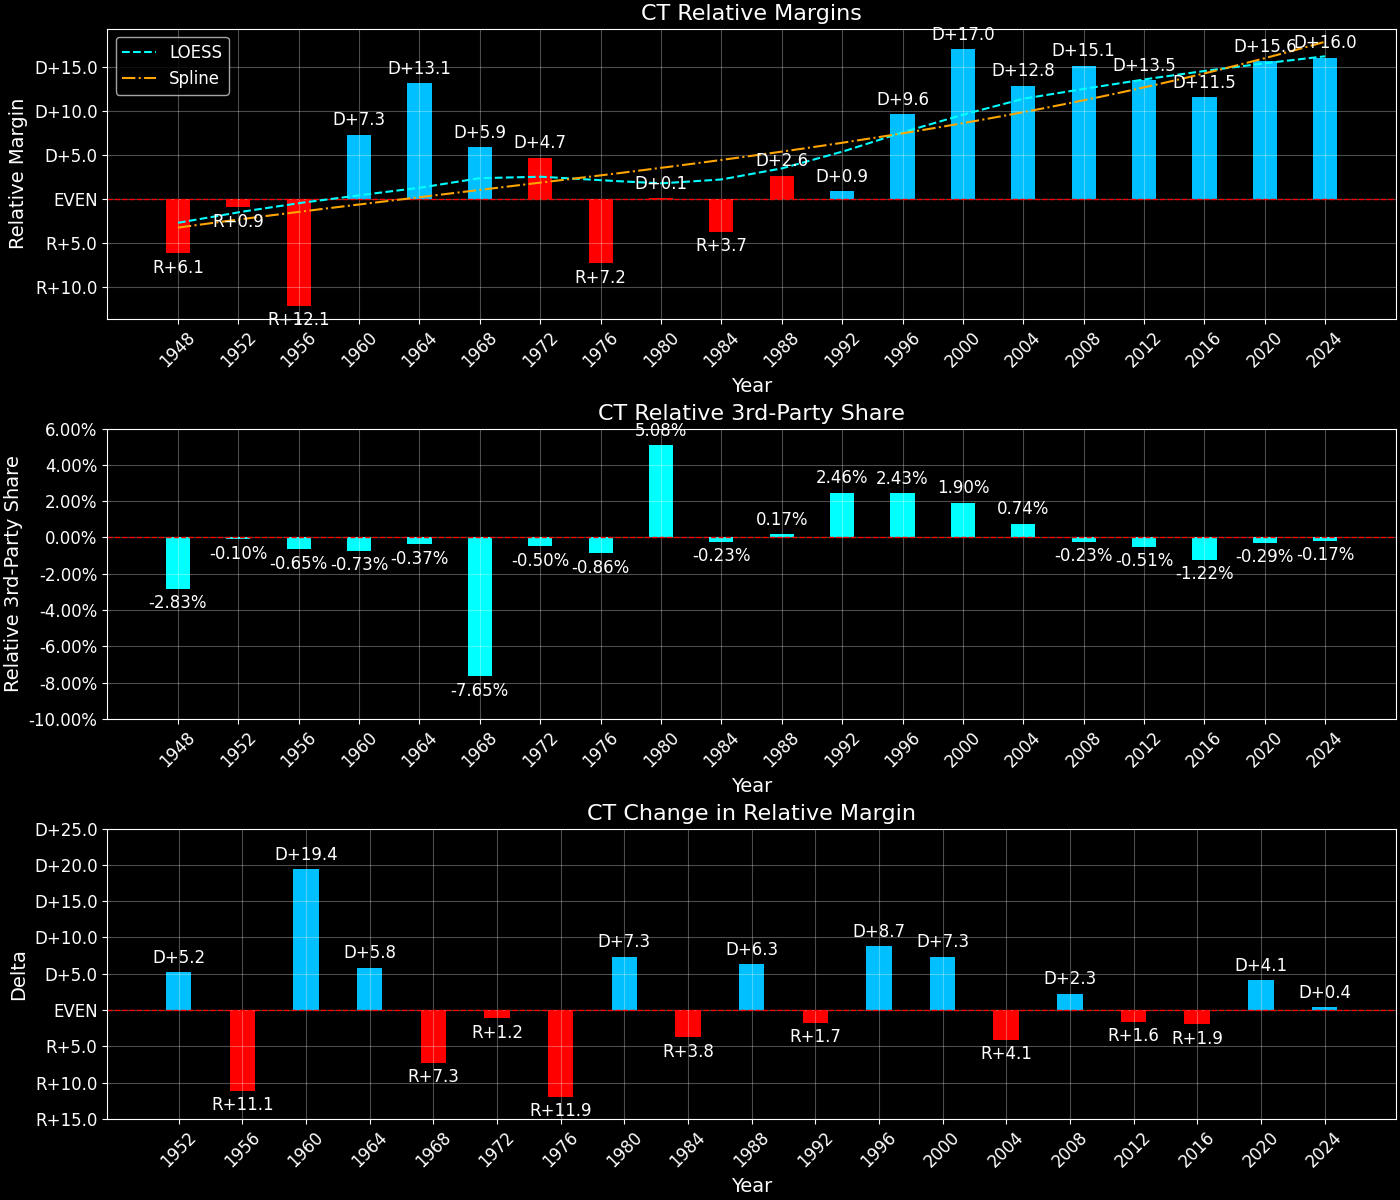 CT Relative Margins
LOESS
Spline
Relative Margin
D+15.0
D+10.0
D+5.0
EVEN
R+5.0
R+10.0
R+6.1
R+0.9
R+12.1
D+7.3
D+13.1
D+5.9
D+4.7
R+7.2
D+0.1
R+3.7
D+2.6
D+0.9
D+9.6
D+17.0
D+12.8
D+15.1
D+13.5
D+11.5
D+15.6
D+16.0
1948 1952 1956 1960 1964 1968 1972 1976 1980 1984 1988 1992 1996 2000 2004 2008 2012 2016 2020 2024
Year
CT Relative 3rd-Party Share
Relative 3rd-Party Share
6.00%
4.00%
2.00%
0.00%
-2.00%
-4.00%
-6.00%
-8.00%
-10.00%
-2.83%
-0.10%
-0.65%
-0.73%
-0.37%
-7.65%
-0.50%
-0.86%
5.08%
-0.23%
0.17%
2.46%
2.43%
1.90%
0.74%
-0.23%
-0.51%
-1.22%
-0.29%
-0.17%
1948 1952 1956 1960 1964 1968 1972 1976 1980 1984 1988 1992 1996 2000 2004 2008 2012 2016 2020 2024
Year
CT Change in Relative Margin
Delta
D+25.0
D+20.0
D+15.0
D+10.0
D+5.0
EVEN
R+5.0
R+10.0
R+15.0
D+5.2
R+11.1
D+19.4
D+5.8
R+7.3
R+1.2
R+11.9
D+7.3
R+3.8
D+6.3
R+1.7
D+8.7
D+7.3
R+4.1
D+2.3
R+1.6
R+1.9
D+4.1
D+0.4
1952 1956 1960 1964 1968 1972 1976 1980 1984 1988 1992 1996 2000 2004 2008 2012 2016 2020 2024
Year